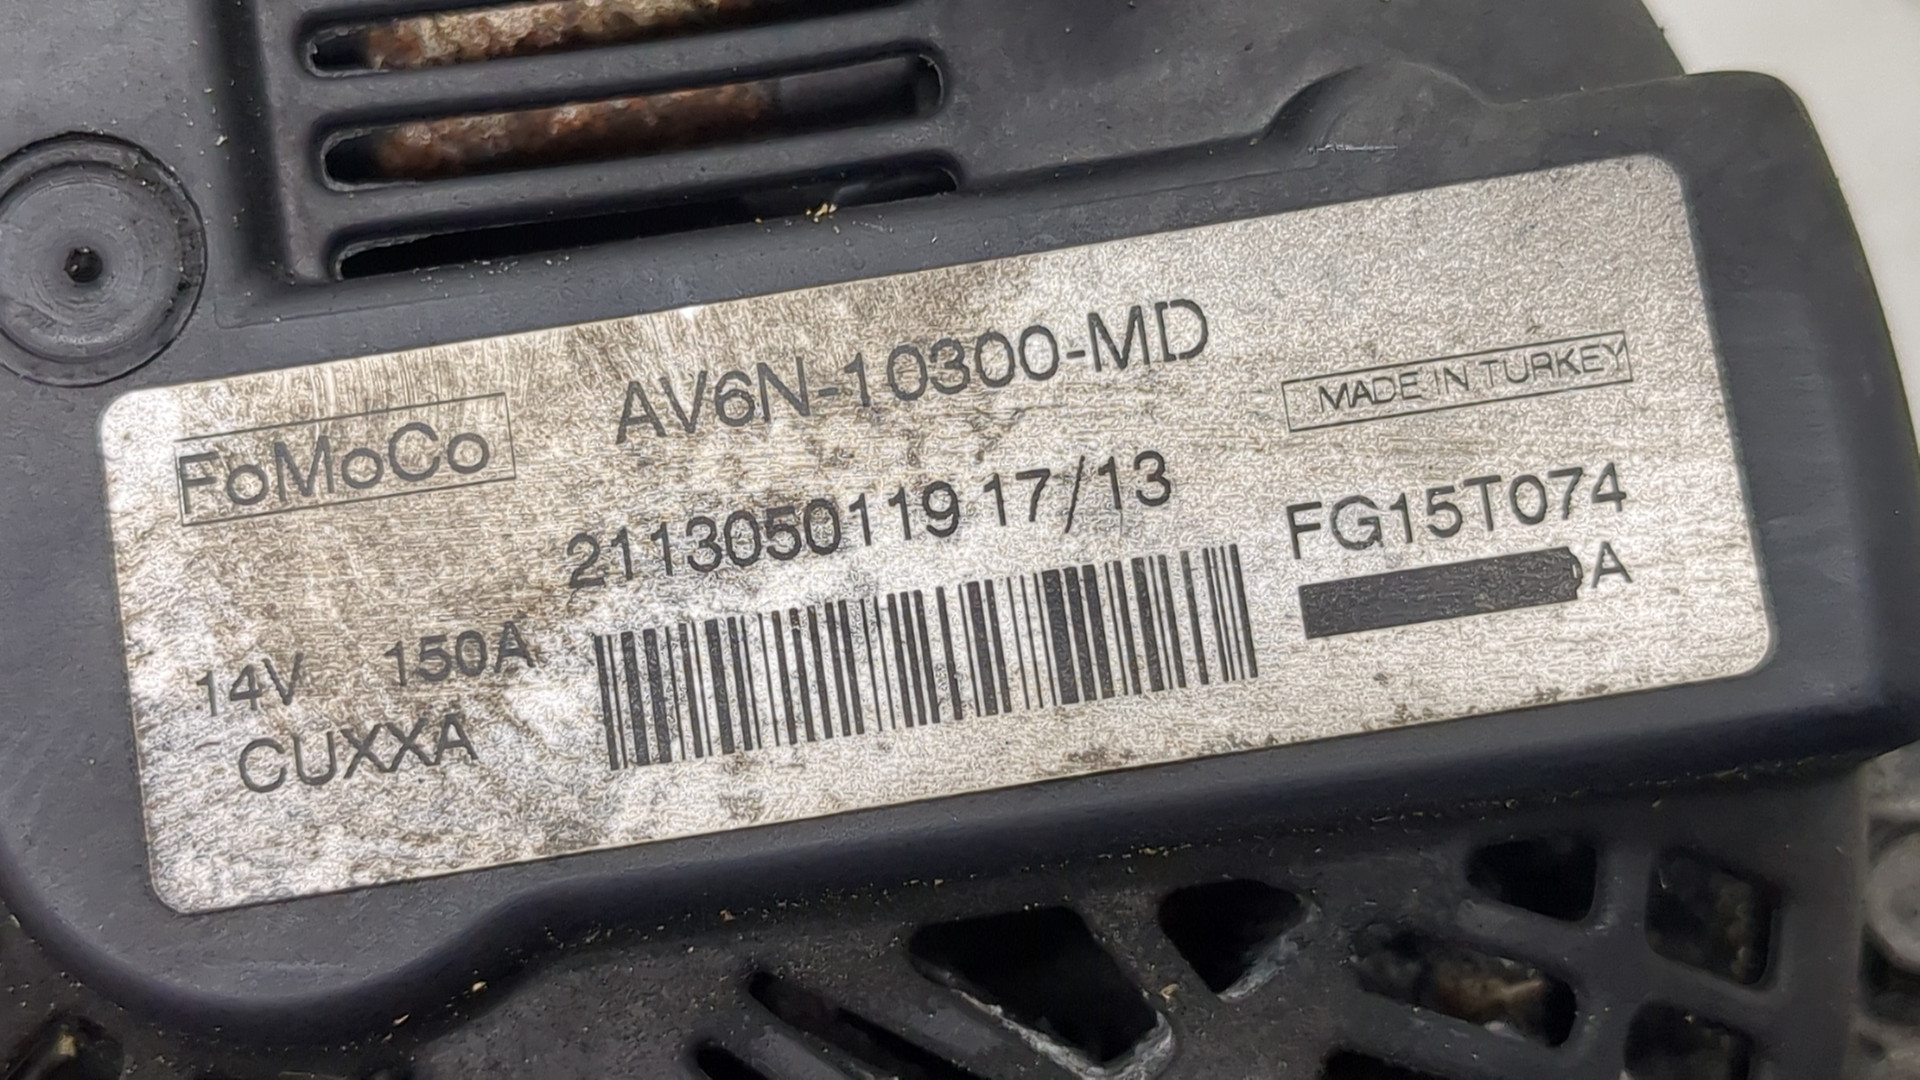 FoMoCo
AV6N-10300-MD
MADE IN TURKEY
2113050119 17/13
FG15T074
A
14V 150A
CUXXA